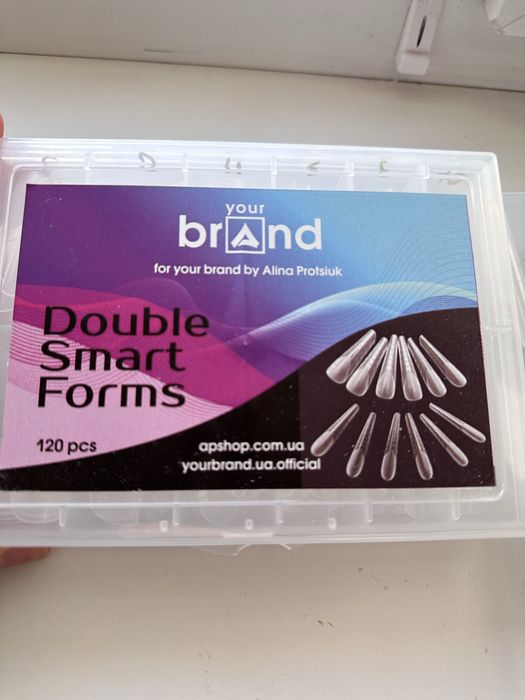 your
brand
for your brand by Alina Protsiuk
Double
Smart
Forms
120 pcs
apshop.com.ua
yourbrand.ua.official